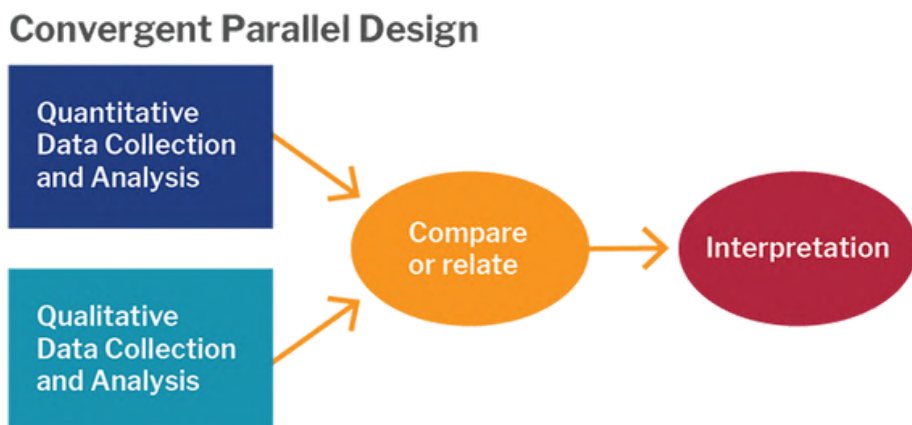 Convergent Parallel Design
Quantitative
Data Collection
and Analysis
Compare
or relate
Interpretation
Qualitative
Data Collection
and Analysis